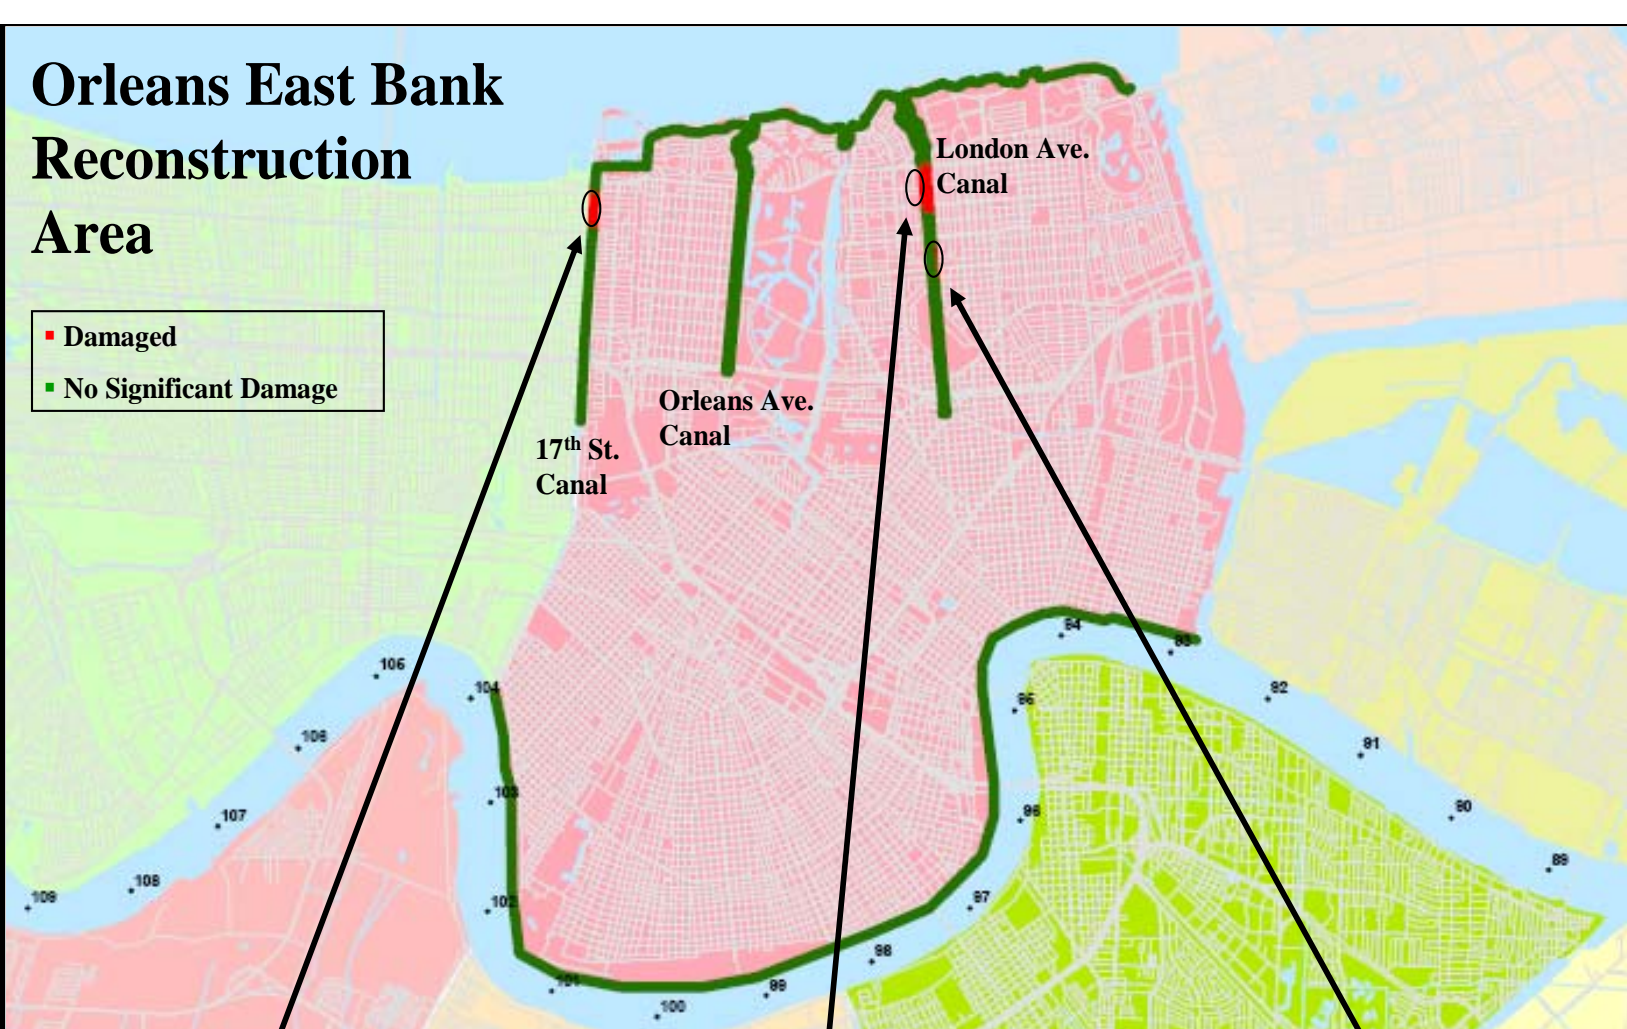 Orleans East Bank
Reconstruction
Area
Damaged
No Significant Damage
London Ave.
Canal
Orleans Ave.
Canal
17th St.
Canal
94
93
105
104
95
92
106
91
103
96
90
107
89
108
109
102
97
98
101
99
100